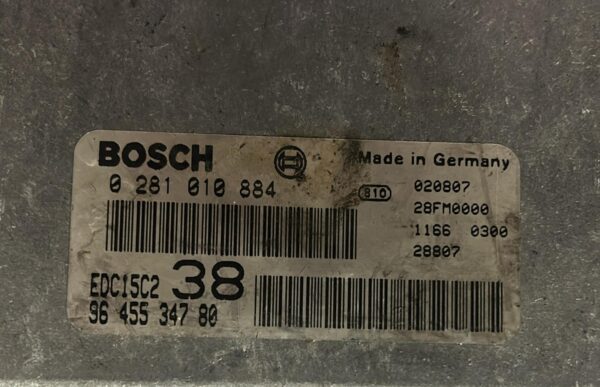 BOSCH
Made in Germany
0 281 010 884
810
020807
28FM0000
1166 0300
28807
EDC15C2 38
96 455 347 80